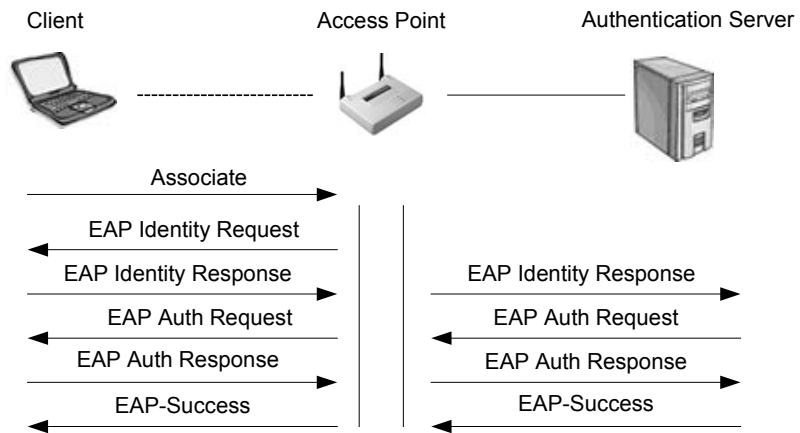 Client
Access Point
Authentication Server
Associate
EAP Identity Request
EAP Identity Response
EAP Identity Response
EAP Auth Request
EAP Auth Request
EAP Auth Response
EAP Auth Response
EAP-Success
EAP-Success